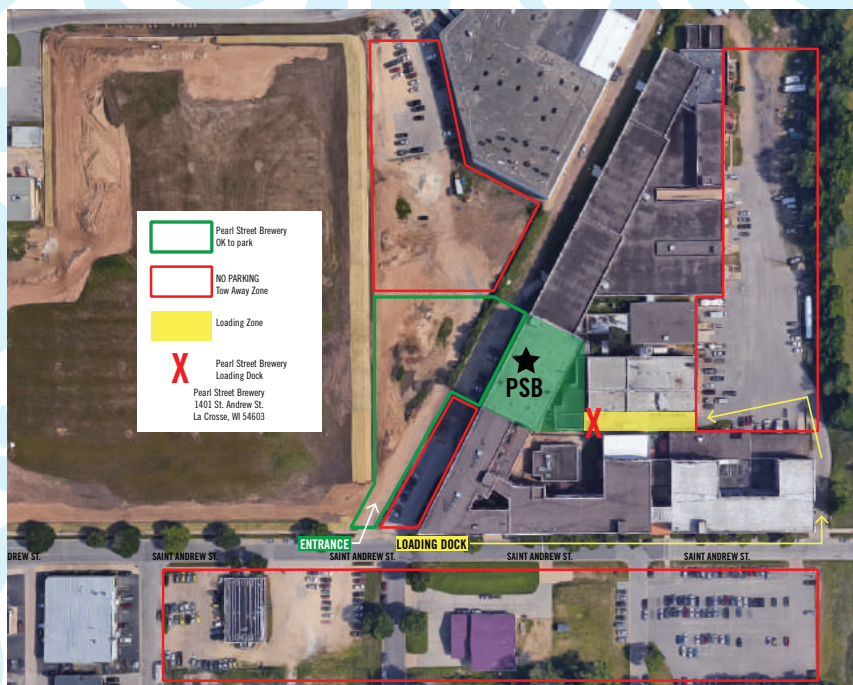 Pearl Street Brewery
OK to park
NO PARKING
Tow Away Zone
Loading Zone
X
Pearl Street Brewery
Loading Dock
Pearl Street Brewery
1401 St. Andrew St.
La Crosse, WI 54603
PSB
X
ENTRANCE
LOADING DOCK
DREW ST.
SAINT ANDREW ST.
SAINT ANDREW ST.
SAINT ANDREW ST.
SAINT ANDREW ST.